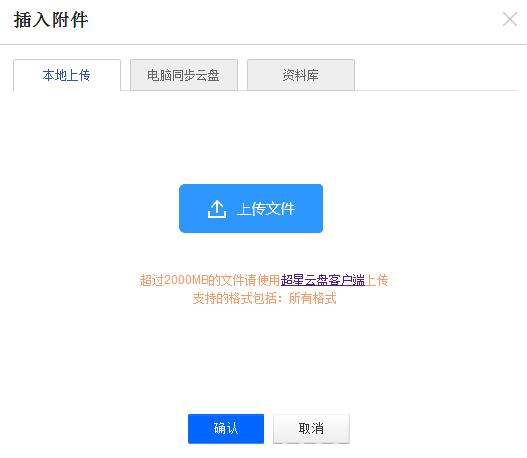 插入附件
本地上传
电脑同步云盘
资料库
上传文件
超过2000MB的文件请使用超星云盘客户端上传
支持的格式包括：所有格式
确认
取消